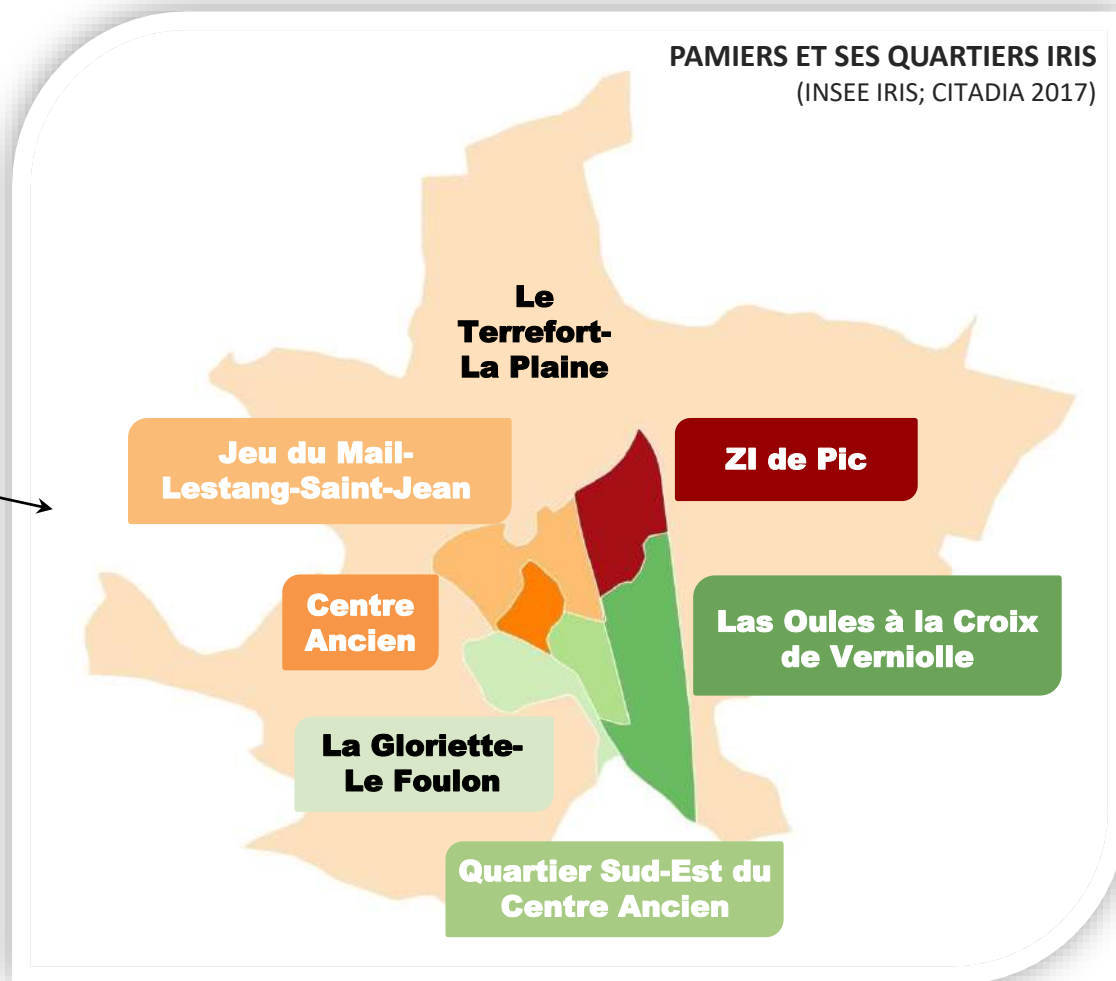 PAMIERS ET SES QUARTIERS IRIS
(INSEE IRIS; CITADIA 2017)
Le
Terrefort-
La Plaine
Jeu du Mail-
Lestang-Saint-Jean
ZI de Pic
Centre
Ancien
Las Oules à la Croix
de Verniolle
La Gloriette-
Le Foulon
Quartier Sud-Est du
Centre Ancien